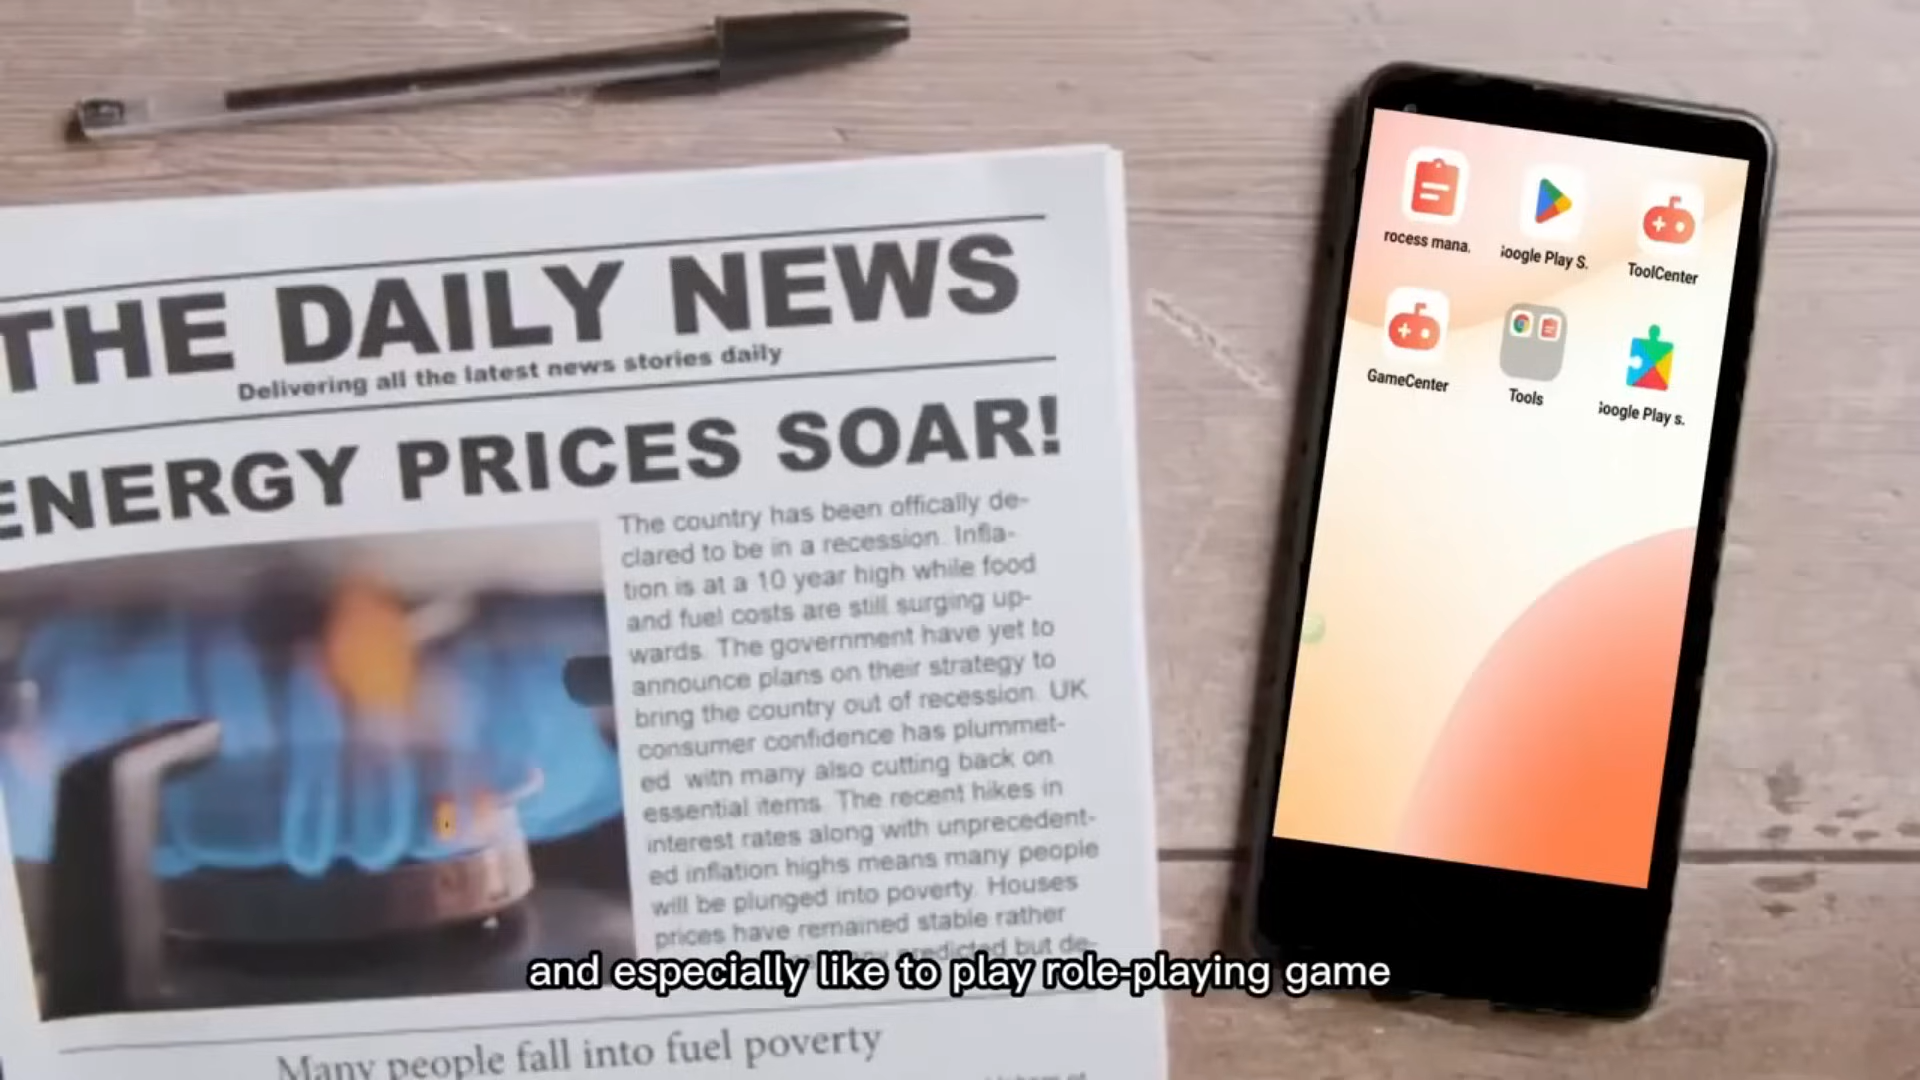 THE DAILY NEWS
Delivering all the latest news stories daily
ENERGY PRICES SOAR!
The country has been offically de-
clared to be in a recession. Infla-
tion is at a 10 year high while food
and fuel costs are still surging up-
wards. The government have yet to
announce plans on their strategy to
bring the country out of recession. UK
consumer confidence has plummet-
ed with many also cutting back on
essential items. The recent hikes in
interest rates along with unprecedent-
ed inflation highs means many people
will be plunged into poverty. Houses
prices have remained stable rather
predicted but de-
Many people fall into fuel poverty
rocess mana.
oogle Play S.
ToolCenter
GameCenter
Tools
oogle Play s.
and especially like to play role-playing game